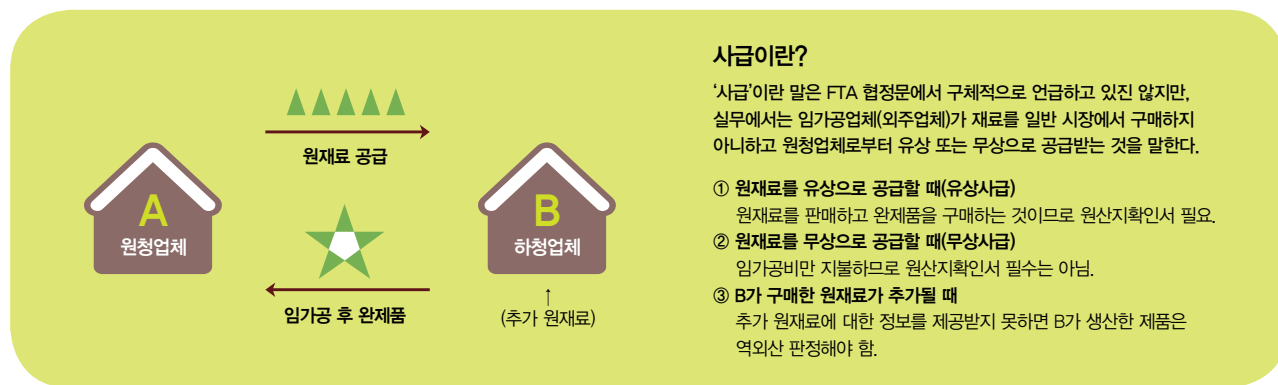 원재료 공급
A
원청업체
B
하청업체
임가공 후 완제품
↑
(추가 원재료)
사급이란?
‘사급’이란 말은 FTA 협정문에서 구체적으로 언급하고 있진 않지만,
실무에서는 임가공업체(외주업체)가 재료를 일반 시장에서 구매하지
아니하고 원청업체로부터 유상 또는 무상으로 공급받는 것을 말한다.
① 원재료를 유상으로 공급할 때(유상사급)
원재료를 판매하고 완제품을 구매하는 것이므로 원산지확인서 필요.
② 원재료를 무상으로 공급할 때(무상사급)
임가공비만 지불하므로 원산지확인서 필수는 아님.
③ B가 구매한 원재료가 추가될 때
추가 원재료에 대한 정보를 제공받지 못하면 B가 생산한 제품은
역외산 판정해야 함.